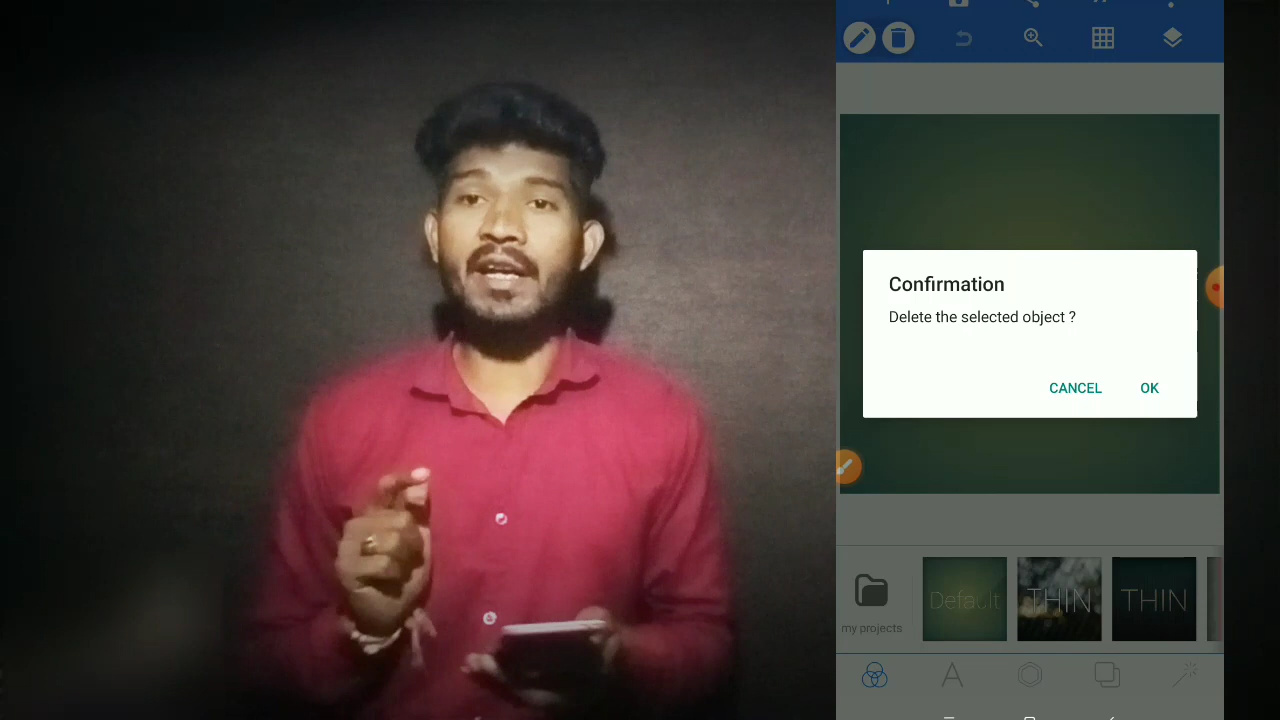 Confirmation
Delete the selected object ?
CANCEL OK
my projects
Default
THIN
THIN